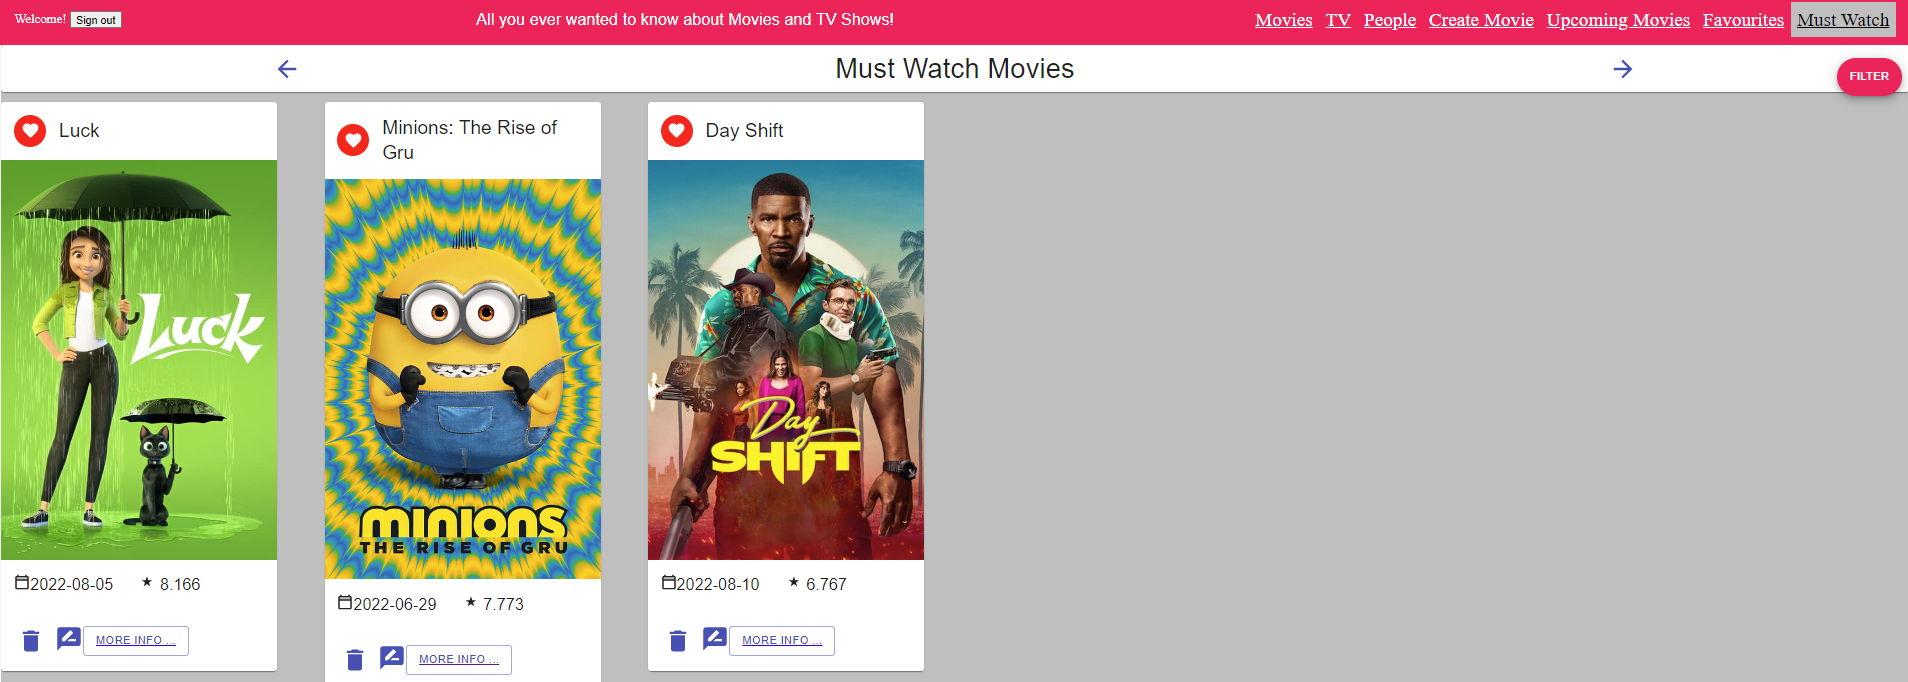 Welcome! Sign out
All you ever wanted to know about Movies and TV Shows!
Movies TV People Create Movie Upcoming Movies Favourites Must Watch
Must Watch Movies
FILTER
Luck
Luck
2022-08-05 8.166
MORE INFO ...
Minions: The Rise of
Gru
minions
THE RISE OF GRU
2022-06-29 7.773
MORE INFO ...
Day Shift
Day
SHIFT
2022-08-10 6.767
MORE INFO ...